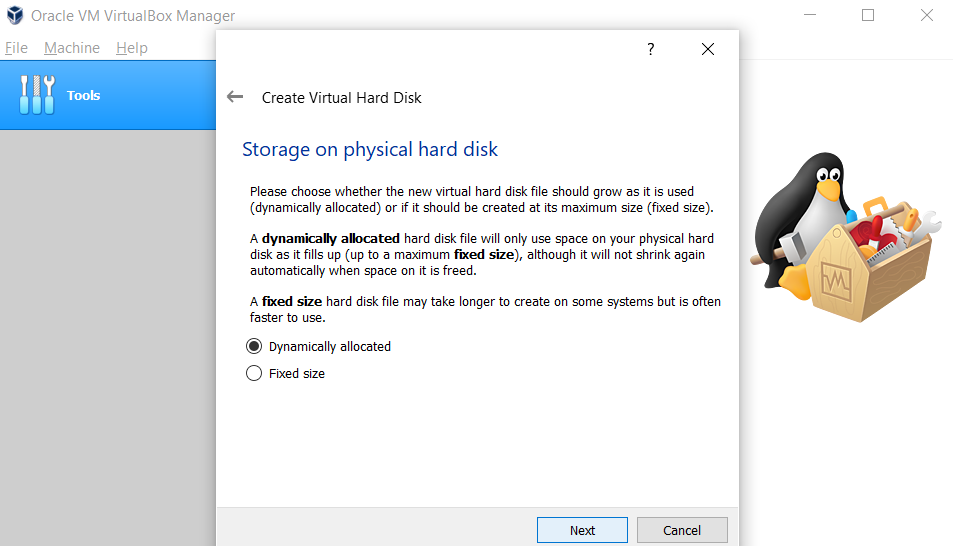 Oracle VM VirtualBox Manager
File Machine Help
Tools
?
Create Virtual Hard Disk
Storage on physical hard disk
Please choose whether the new virtual hard disk file should grow as it is used
(dynamically allocated) or if it should be created at its maximum size (fixed size).
A dynamically allocated hard disk file will only use space on your physical hard
disk as it fills up (up to a maximum fixed size), although it will not shrink again
automatically when space on it is freed.
A fixed size hard disk file may take longer to create on some systems but is often
faster to use.
Dynamically allocated
Fixed size
Next Cancel